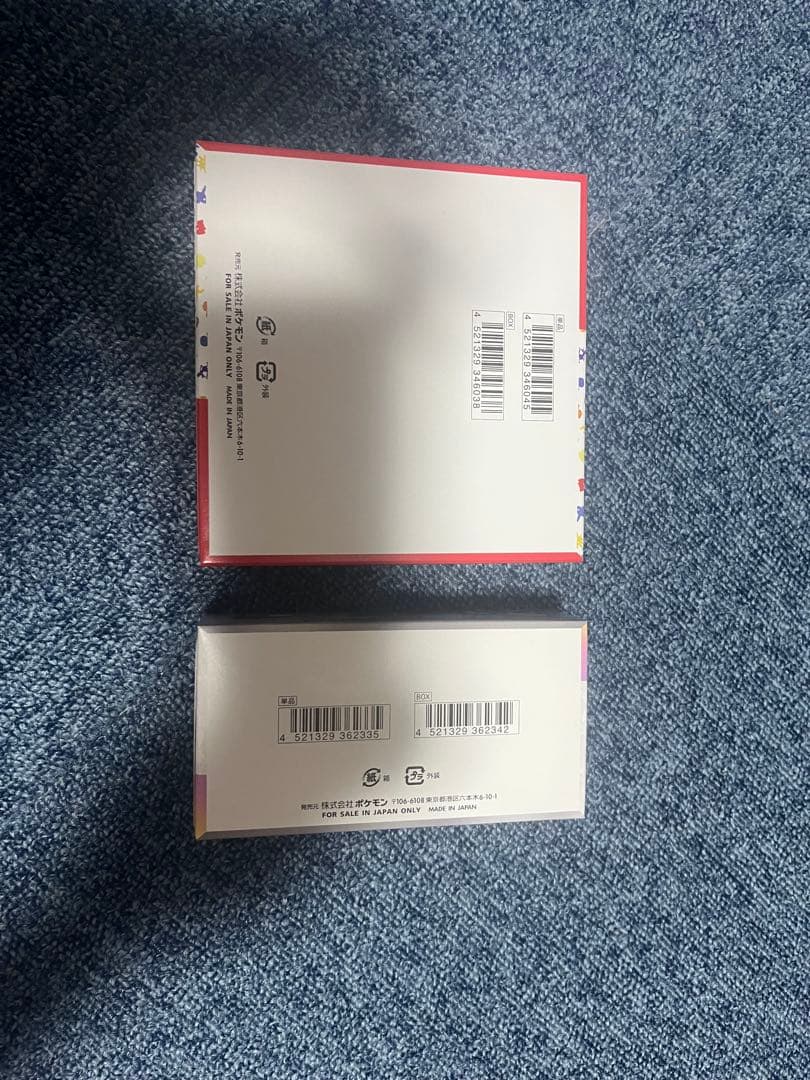 単品
4 521329 346045
BOX
4 521329 346038
紙 箱
プラ 外装
発売元 株式会社ポケモン 〒106-6108 東京都港区六本木6-10-1
FOR SALE IN JAPAN ONLY MADE IN JAPAN
単品
4 521329 362335
BOX
4 521329 362342
紙 箱
プラ 外装
発売元 株式会社ポケモン 〒106-6108 東京都港区六本木6-10-1
FOR SALE IN JAPAN ONLY MADE IN JAPAN